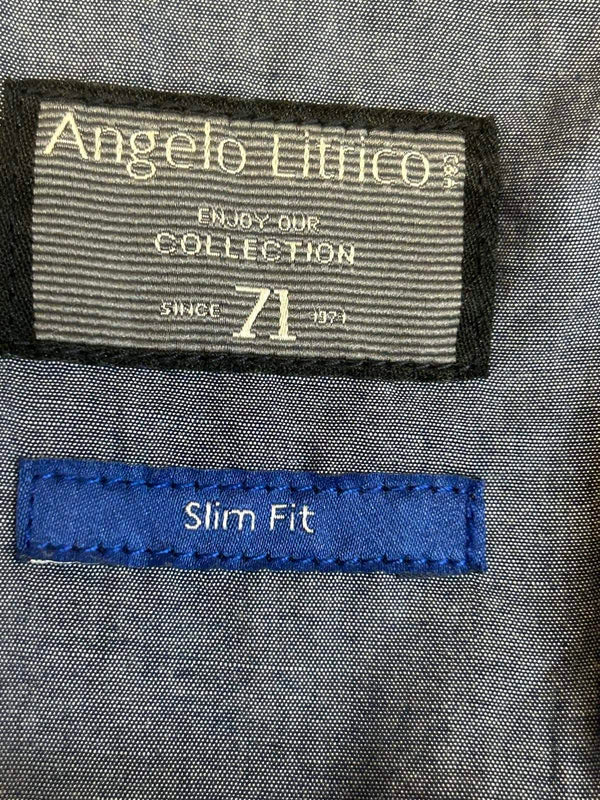 Angelo Litrico C&A
ENJOY OUR
COLLECTION
SINCE 71 1971
Slim Fit